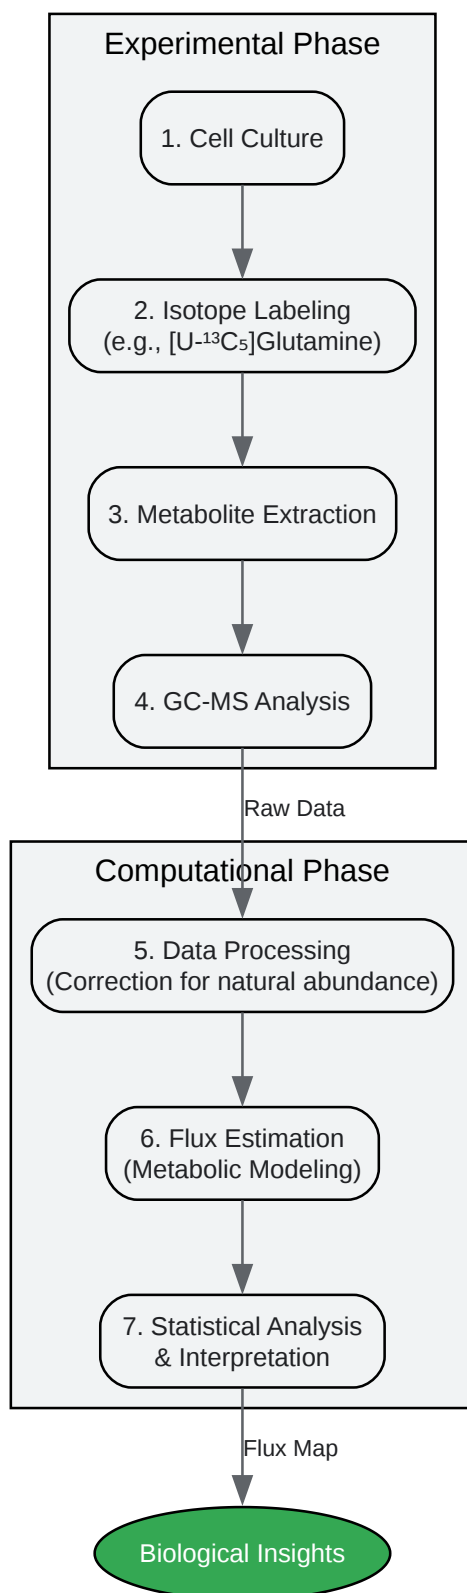 Experimental Phase
1. Cell Culture
2. Isotope Labeling
(e.g., [U-¹³C₅]Glutamine)
3. Metabolite Extraction
4. GC-MS Analysis
Raw Data
Computational Phase
5. Data Processing
(Correction for natural abundance)
6. Flux Estimation
(Metabolic Modeling)
7. Statistical Analysis
& Interpretation
Flux Map
Biological Insights